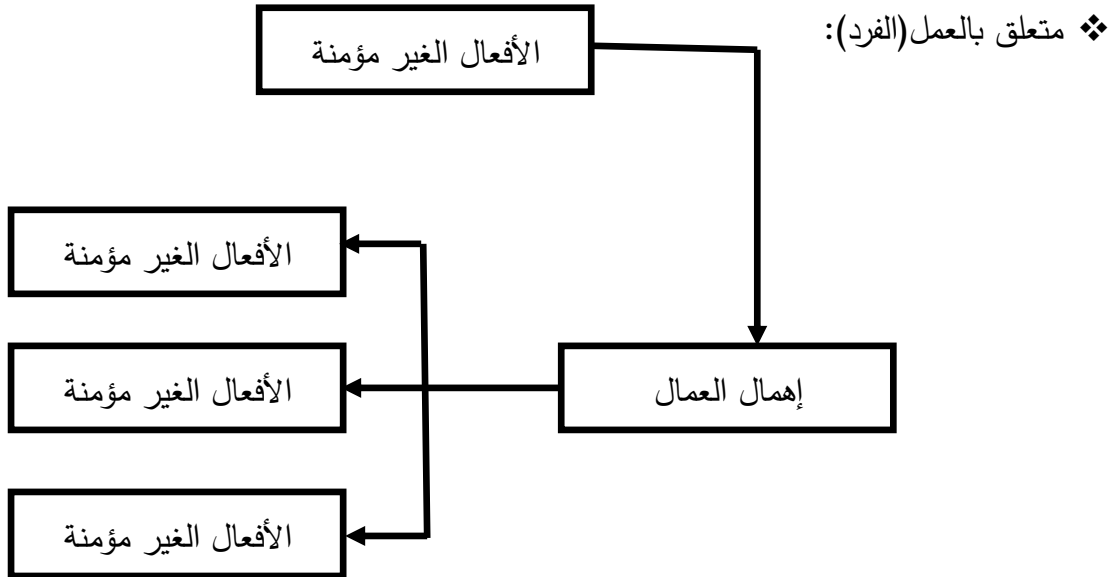 ❖ متعلق بالعمل(الفرد):
الأفعال الغير مؤمنة
الأفعال الغير مؤمنة
إهمال العمال
الأفعال الغير مؤمنة
الأفعال الغير مؤمنة